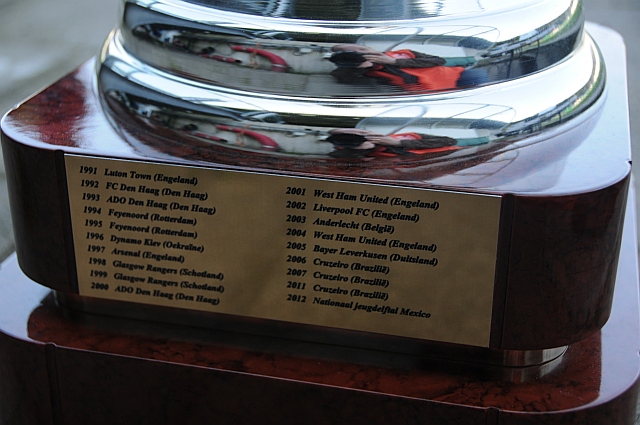 1991 Luton Town (Engeland)
1992 FC Den Haag (Den Haag)
1993 ADO Den Haag (Den Haag)
1994 Feyenoord (Rotterdam)
1995 Feyenoord (Rotterdam)
1996 Dynamo Kiev (Oekraïne)
1997 Arsenal (Engeland)
1998 Glasgow Rangers (Schotland)
1999 Glasgow Rangers (Schotland)
2000 ADO Den Haag (Den Haag)
2001 West Ham United (Engeland)
2002 Liverpool FC (Engeland)
2003 Anderlecht (België)
2004 West Ham United (Engeland)
2005 Bayer Leverkusen (Duitsland)
2006 Cruzeiro (Brazilië)
2007 Cruzeiro (Brazilië)
2011 Cruzeiro (Brazilië)
2012 Nationaal jeugdelftal Mexico